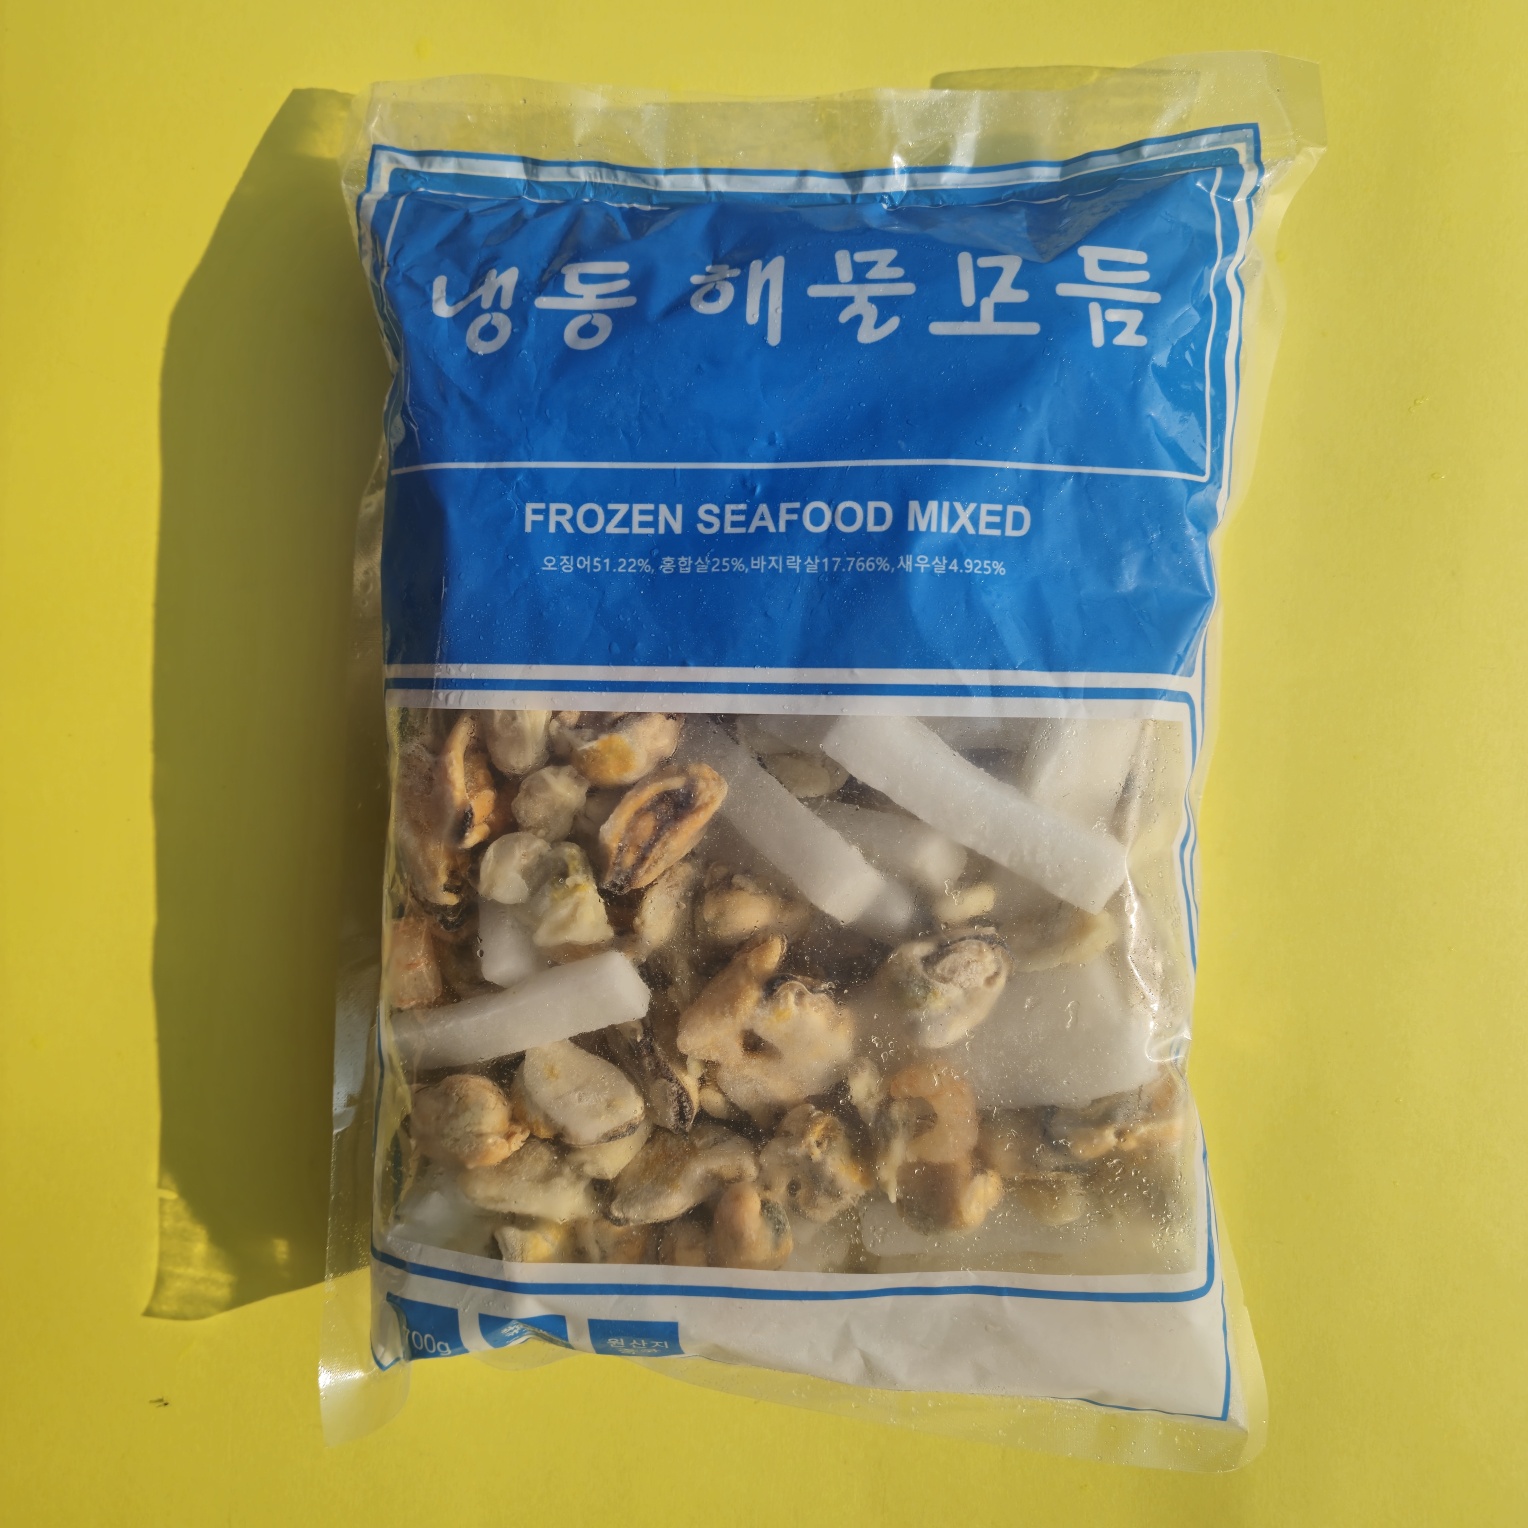 냉동 해물모듬
FROZEN SEAFOOD MIXED
오징어51.22%, 홍합살25%,바지락살17.766%,새우살4.925%
00g
원산지